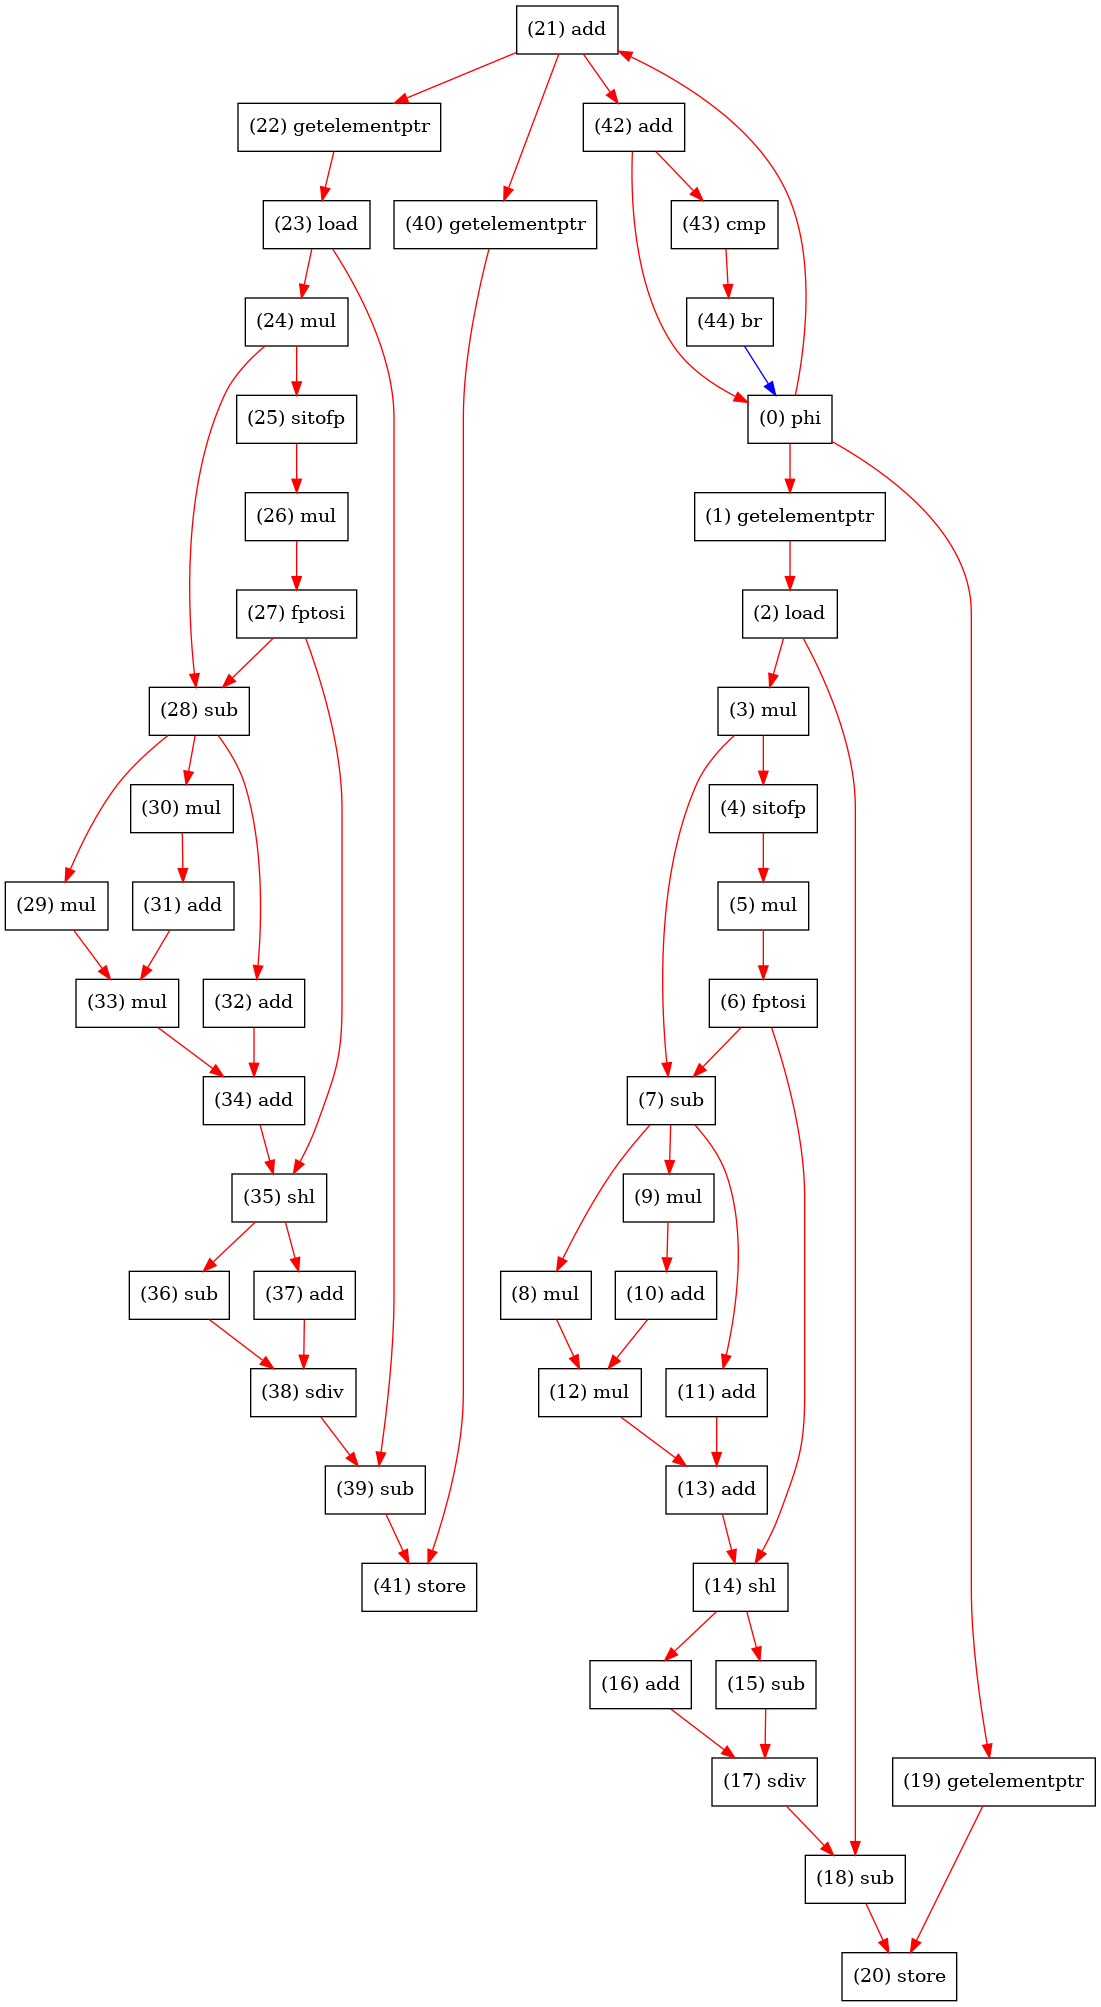 (21) add
(22) getelementptr
(42) add
(23) load
(40) getelementptr
(43) cmp
(24) mul
(44) br
(25) sitofp
(0) phi
(26) mul
(1) getelementptr
(27) fptosi
(2) load
(28) sub
(3) mul
(30) mul
(4) sitofp
(29) mul
(31) add
(5) mul
(33) mul
(32) add
(6) fptosi
(34) add
(7) sub
(35) shl
(9) mul
(36) sub
(37) add
(8) mul
(10) add
(38) sdiv
(12) mul
(11) add
(39) sub
(13) add
(41) store
(14) shl
(16) add
(15) sub
(17) sdiv
(19) getelementptr
(18) sub
(20) store